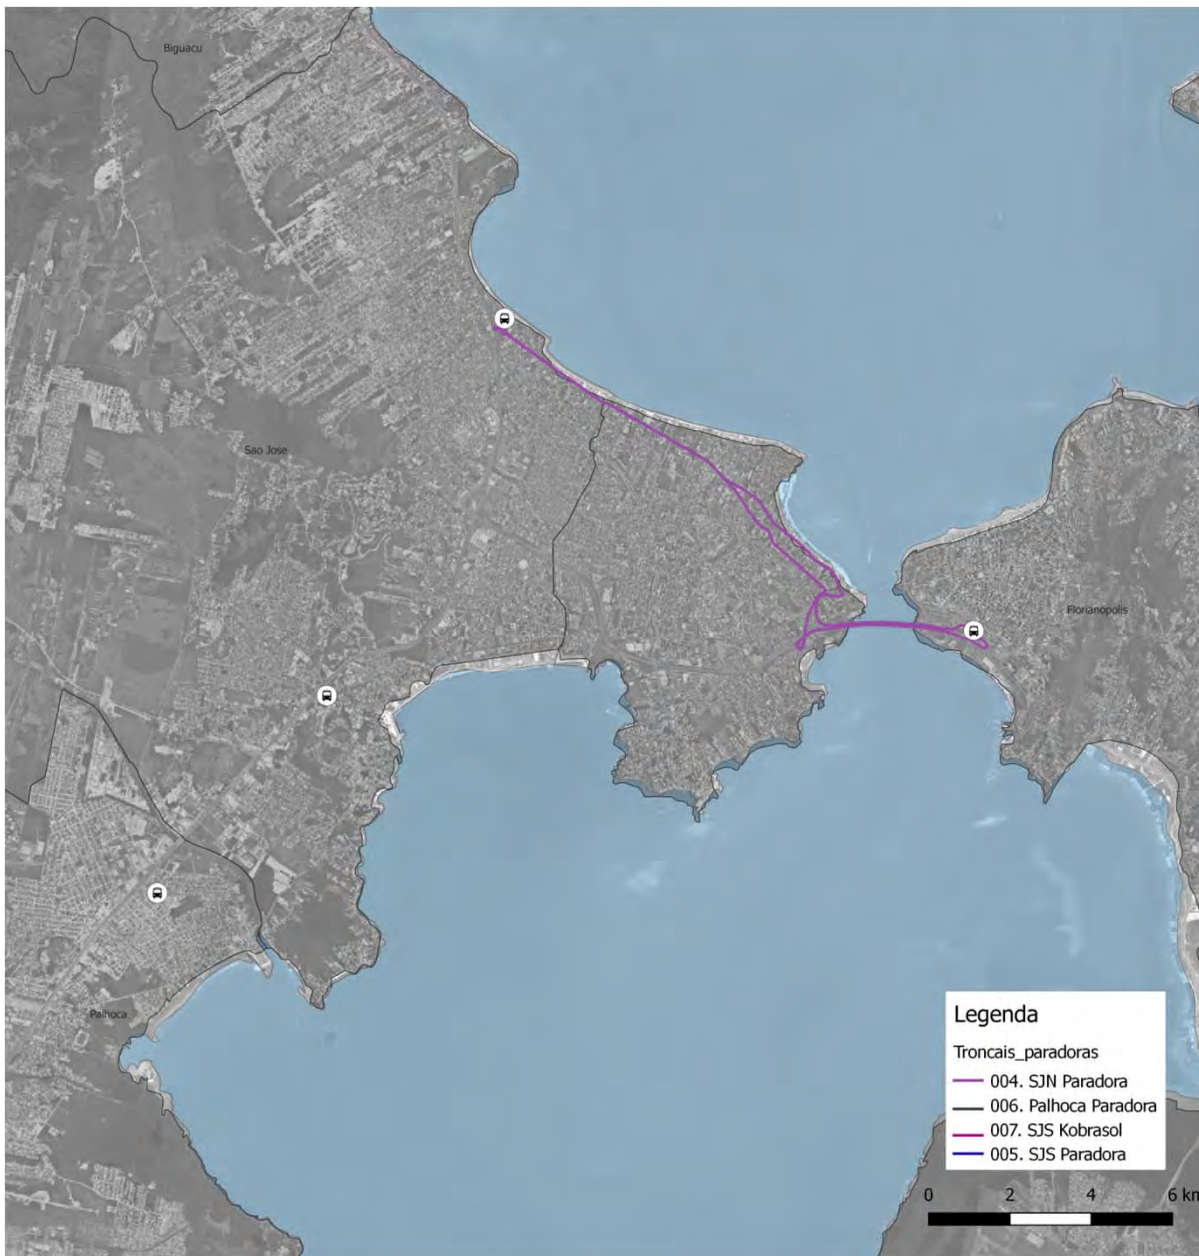 Biguacu
Sao Jose
Florianopolis
Palhoca
Legenda
Troncais_paradoras
004. SJN Paradora
006. Palhoca Paradora
007. SJS Kobrasol
005. SJS Paradora
0 2 4 6 km